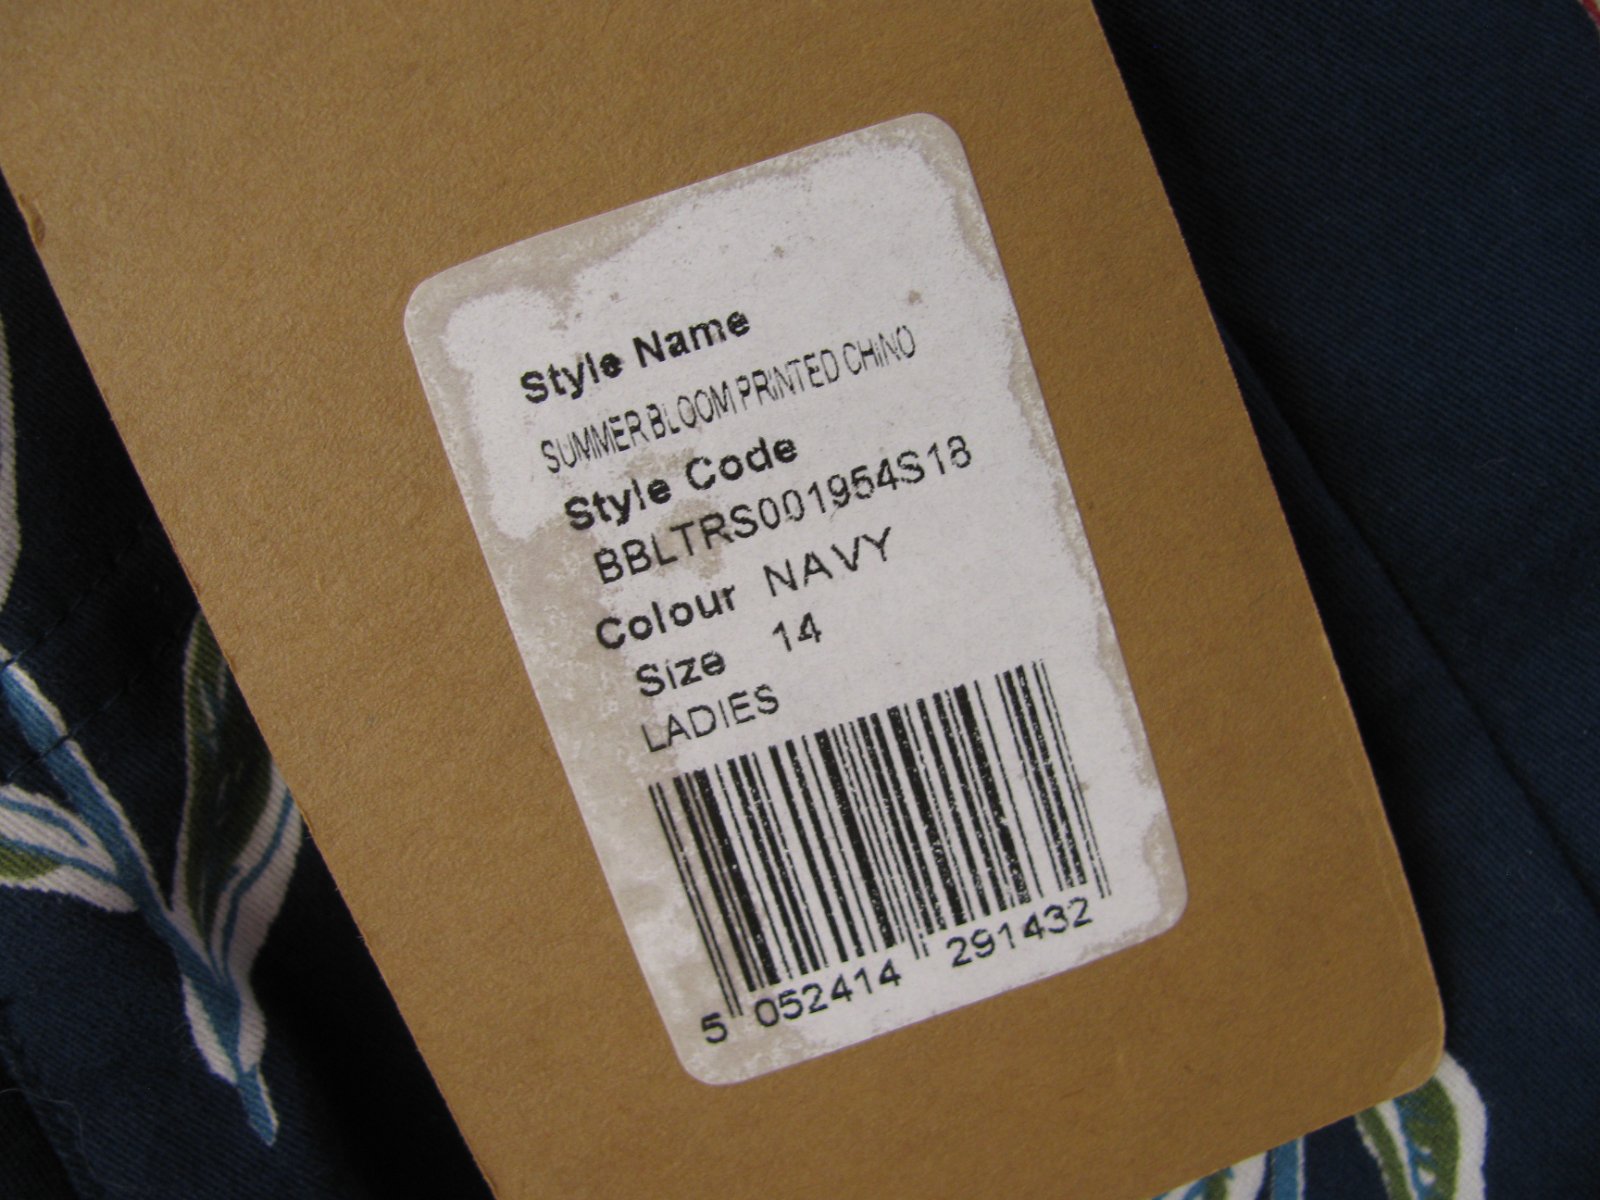 Style Name
SUMMER BLOOM PRINTED CHINO
Style Code
BBLTRS001954S18
Colour NAVY
Size 14
LADIES
5 052414 291432